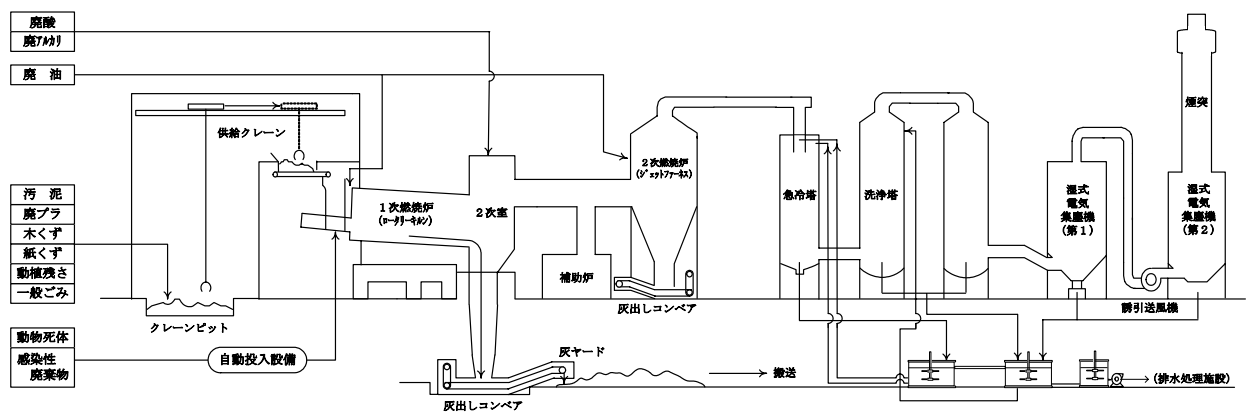 廃酸
廃アルカリ
廃 油
供給クレーン
汚 泥
廃プラ
木くず
紙くず
動植残さ
一般ごみ
クレーンピット
動物死体
感染性
廃棄物
自動投入設備
1次燃焼炉
(ロータリーキルン)
2次室
補助炉
2次燃焼炉
(ジェットファーネス)
灰出しコンベア
灰ヤード
灰出しコンベア
搬送
急冷塔
洗浄塔
湿式
電気
集塵機
(第1)
誘引送風機
煙突
湿式
電気
集塵機
(第2)
(排水処理施設)